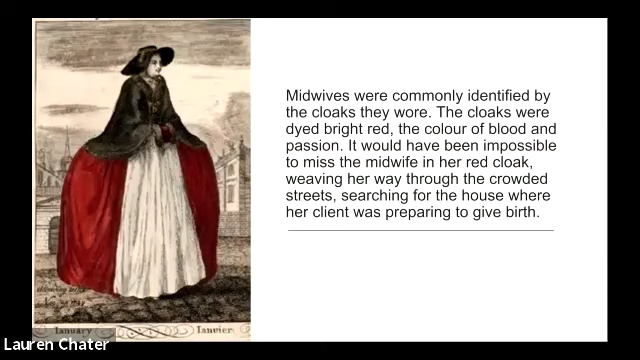 Midwives were commonly identified by
the cloaks they wore. The cloaks were
dyed bright red, the colour of blood and
passion. It would have been impossible
to miss the midwife in her red cloak,
weaving her way through the crowded
streets, searching for the house where
her client was preparing to give birth.
Ianuary Ianvier
Lauren Chater